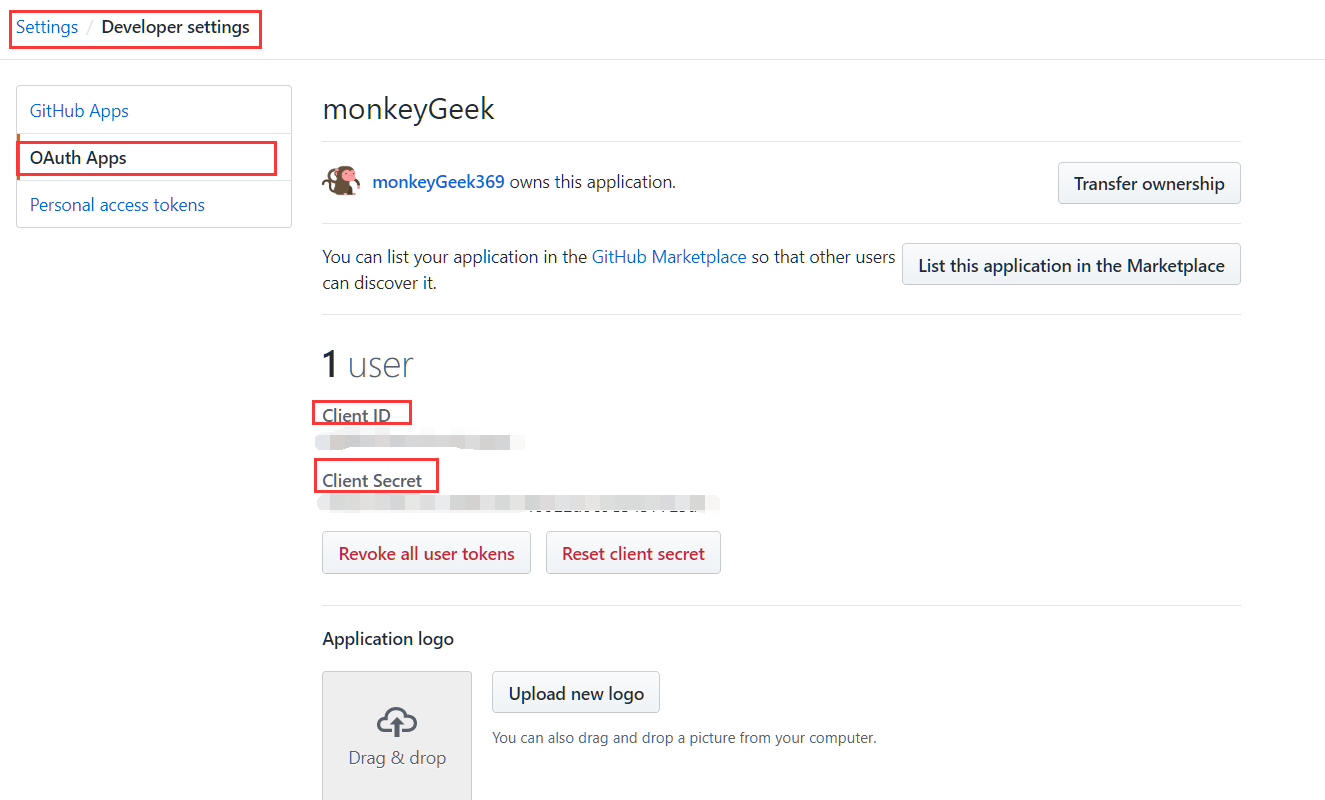 Settings / Developer settings
GitHub Apps
OAuth Apps
Personal access tokens
monkeyGeek
monkeyGeek369 owns this application.
Transfer ownership
You can list your application in the GitHub Marketplace so that other users
can discover it.
List this application in the Marketplace
1 user
Client ID
Client Secret
Revoke all user tokens
Reset client secret
Application logo
Drag & drop
Upload new logo
You can also drag and drop a picture from your computer.